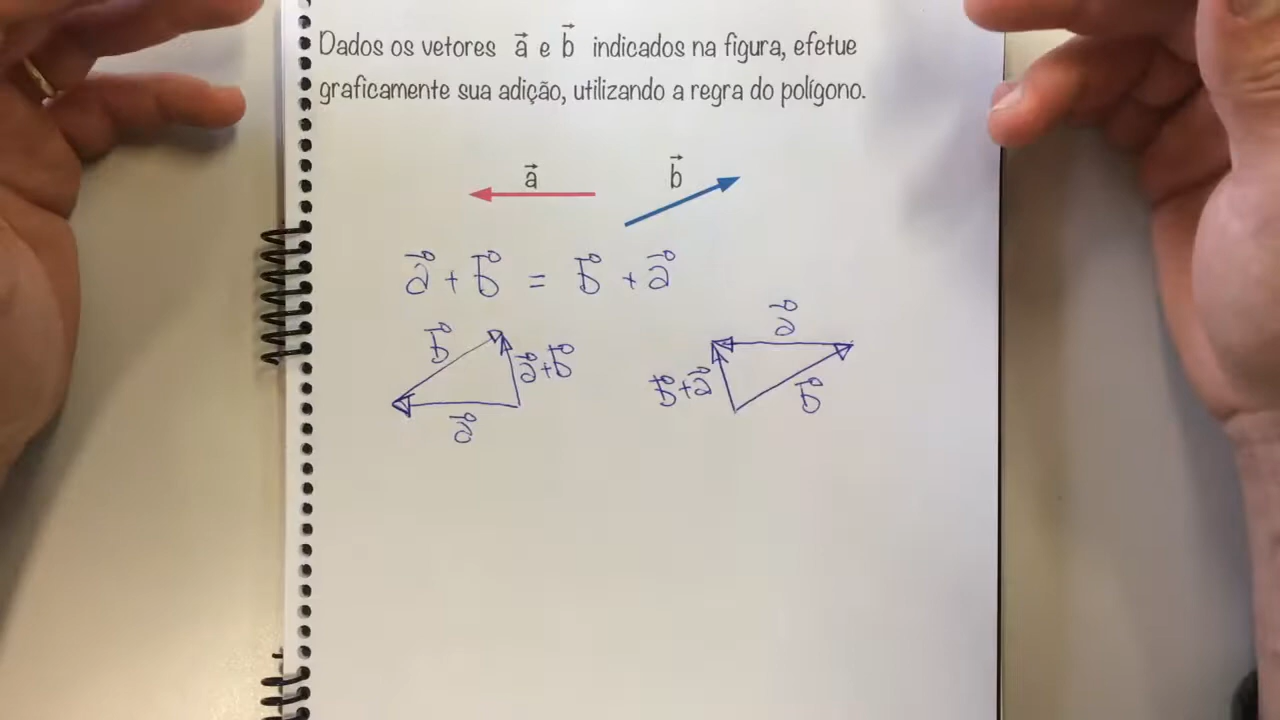 Dados os vetores a⃗ e b⃗ indicados na figura, efetue
graficamente sua adição, utilizando a regra do polígono.
a⃗
b⃗
a⃗ + b⃗ = b⃗ + a⃗
b⃗
a⃗+b⃗
a⃗
a⃗
b⃗+a⃗
b⃗